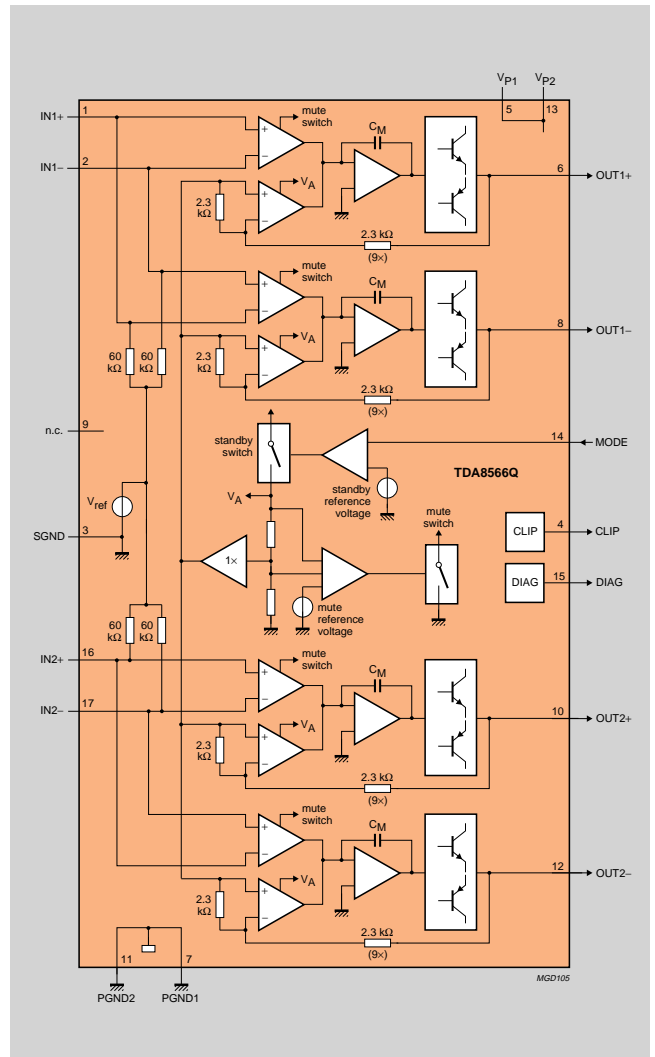 VP1 VP2
5 13
IN1+ 1
mute
switch
CM
IN1− 2
6 OUT1+
VA
2.3
kΩ
2.3 kΩ
(9×)
mute
switch
CM
8 OUT1−
60
kΩ
60
kΩ
2.3
kΩ
VA
2.3 kΩ
(9×)
n.c. 9
standby
switch
14 MODE
TDA8566Q
standby
reference
voltage
VA
Vref
mute
switch
SGND 3
CLIP 4 CLIP
1×
DIAG 15 DIAG
mute
reference
voltage
60
kΩ
60
kΩ
IN2+ 16
mute
switch
CM
IN2− 17
10 OUT2+
VA
2.3
kΩ
2.3 kΩ
(9×)
mute
switch
CM
12 OUT2−
VA
2.3
kΩ
2.3 kΩ
(9×)
11 7
MGD105
PGND2 PGND1
+
−
+
−
+
−
+
−
+
−
+
−
+
−
+
−